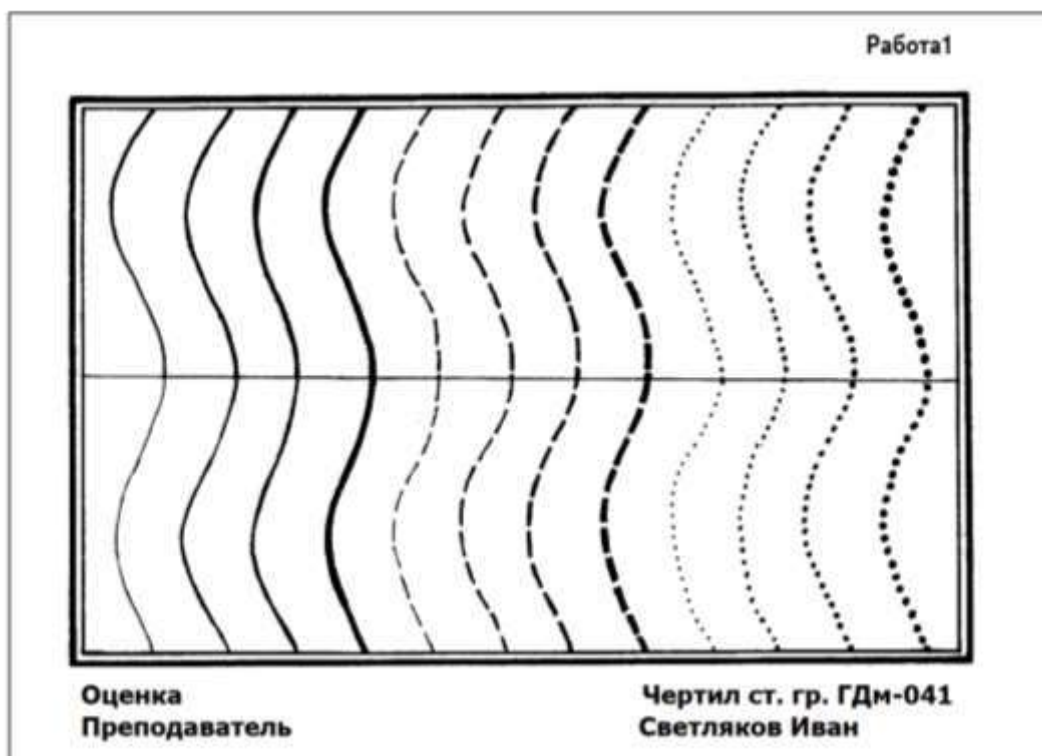 Работа1
Оценка
Преподаватель
Чертил ст. гр. ГДм-041
Светляков Иван